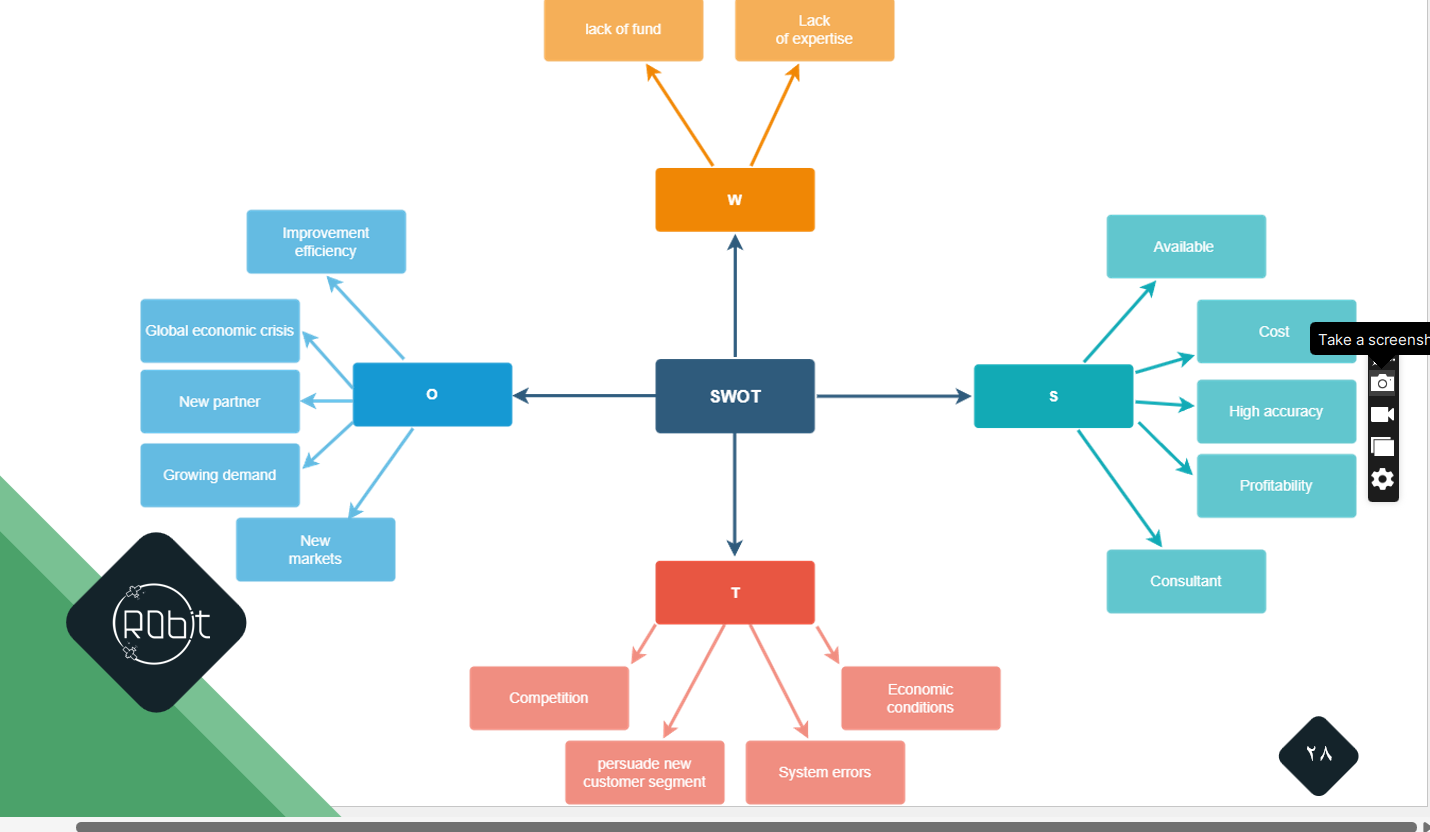 lack of fund
Lack
of expertise
W
Improvement
efficiency
Available
Global economic crisis
Cost
Take a screensh
New partner
O
SWOT
S
High accuracy
Growing demand
Profitability
New
markets
Consultant
T
R0bit
Competition
Economic
conditions
persuade new
customer segment
System errors
٢٨